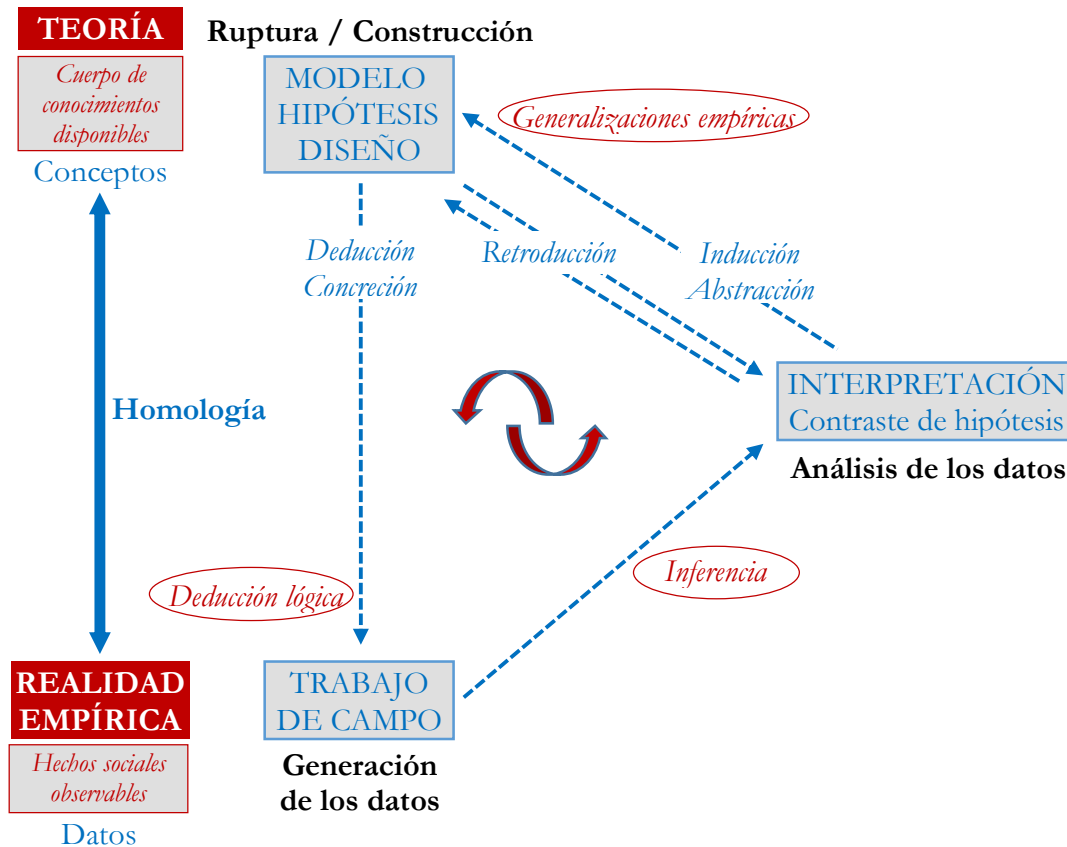 TEORÍA
Cuerpo de
conocimientos
disponibles
Conceptos
Ruptura / Construcción
MODELO
HIPÓTESIS
DISEÑO
Generalizaciones empíricas
Deducción
Concreción
Retroducción
Inducción
Abstracción
Homología
INTERPRETACIÓN
Contraste de hipótesis
Análisis de los datos
Deducción lógica
Inferencia
REALIDAD
EMPÍRICA
Hechos sociales
observables
Datos
TRABAJO
DE CAMPO
Generación
de los datos